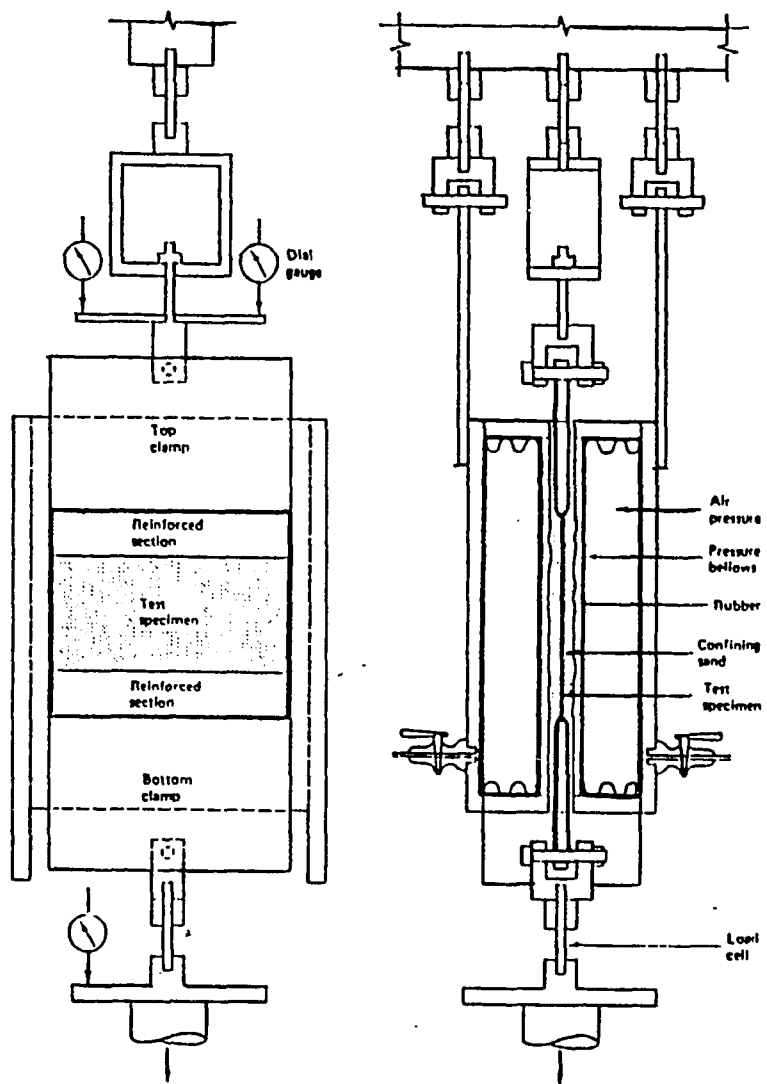 Dial
gauge
Top
clamp
Reinforced
section
Test
specimen
Reinforced
section
Bottom
clamp
Air
pressure
Pressure
bellows
Rubber
Confining
sand
Test
specimen
Load
cell